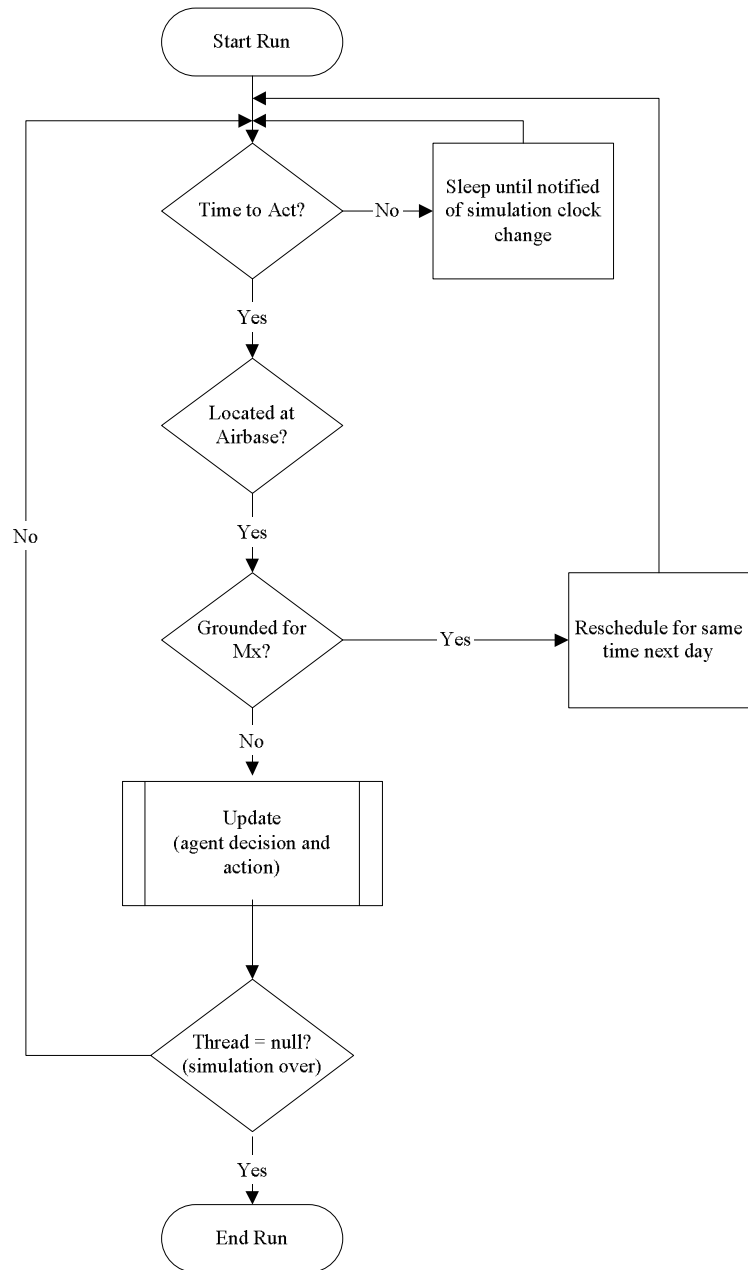 Start Run
Time to Act?
No
Sleep until notified
of simulation clock
change
Yes
Located at
Airbase?
No
Yes
Grounded for
Mx?
Yes
Reschedule for same
time next day
No
Update
(agent decision and
action)
Thread = null?
(simulation over)
Yes
End Run